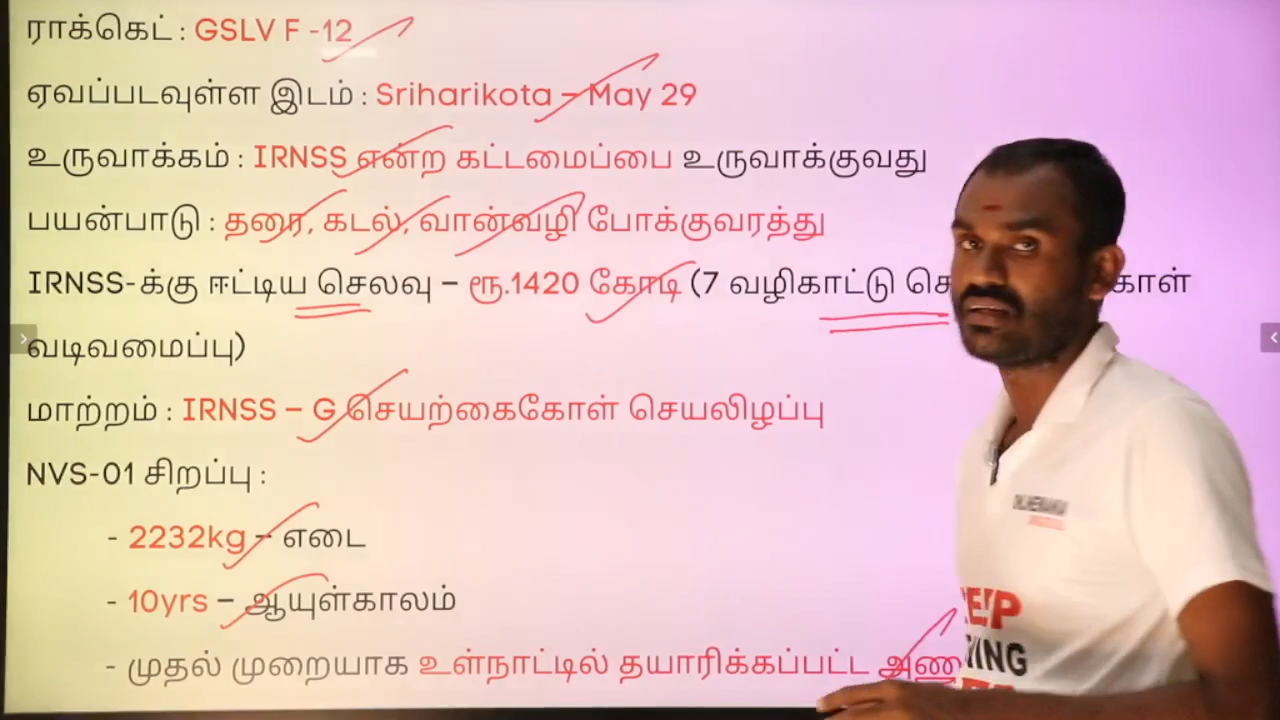 ராக்கெட் : GSLV F -12
ஏவப்படவுள்ள இடம் : Sriharikota – May 29
உருவாக்கம் : IRNSS என்ற கட்டமைப்பை உருவாக்குவது
பயன்பாடு : தரை, கடல், வான்வழி போக்குவரத்து
IRNSS-க்கு ஈட்டிய செலவு – ரூ.1420 கோடி (7 வழிகாட்டு
வடிவமைப்பு)
மாற்றம் : IRNSS – G செயற்கைகோள் செயலிழப்பு
NVS-01 சிறப்பு :
- 2232kg – எடை
- 10yrs – ஆயுள்காலம்
- முதல் முறையாக உள்நாட்டில் தயாரிக்கப்பட்ட அணு